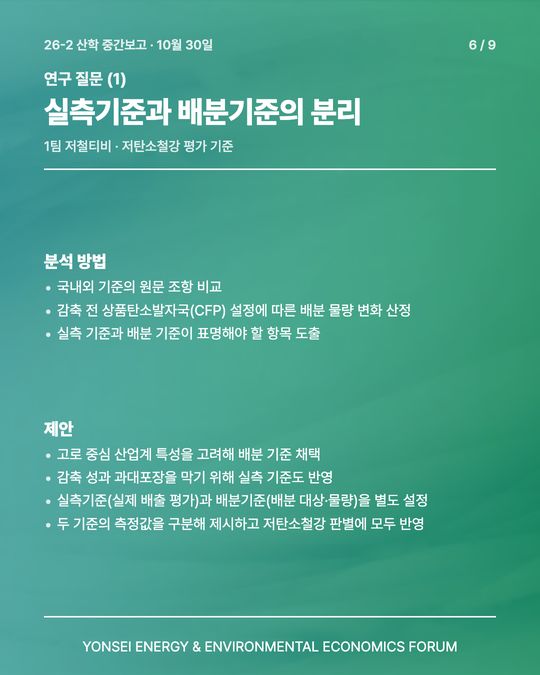 26-2 산학 중간보고 · 10월 30일
6 / 9
연구 질문 (1)
실측기준과 배분기준의 분리
1팀 저철티비 · 저탄소철강 평가 기준
분석 방법
• 국내외 기준의 원문 조항 비교
• 감축 전 상품탄소발자국(CFP) 설정에 따른 배분 물량 변화 산정
• 실측 기준과 배분 기준이 표명해야 할 항목 도출
제안
• 고로 중심 산업계 특성을 고려해 배분 기준 채택
• 감축 성과 과대포장을 막기 위해 실측 기준도 반영
• 실측기준(실제 배출 평가)과 배분기준(배분 대상·물량)을 별도 설정
• 두 기준의 측정값을 구분해 제시하고 저탄소철강 판별에 모두 반영
YONSEI ENERGY & ENVIRONMENTAL ECONOMICS FORUM